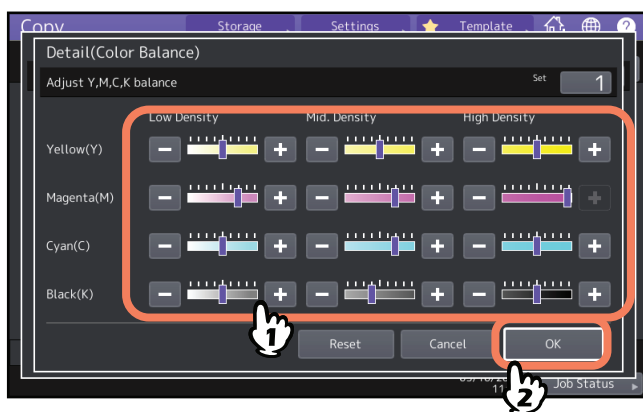 Copy Storage Settings Template ?
Detail(Color Balance)
Adjust Y,M,C,K balance Set 1
Low Density Mid. Density High Density
Yellow(Y)
Magenta(M)
Cyan(C)
Black(K)
1
Reset Cancel OK
Job Status
2